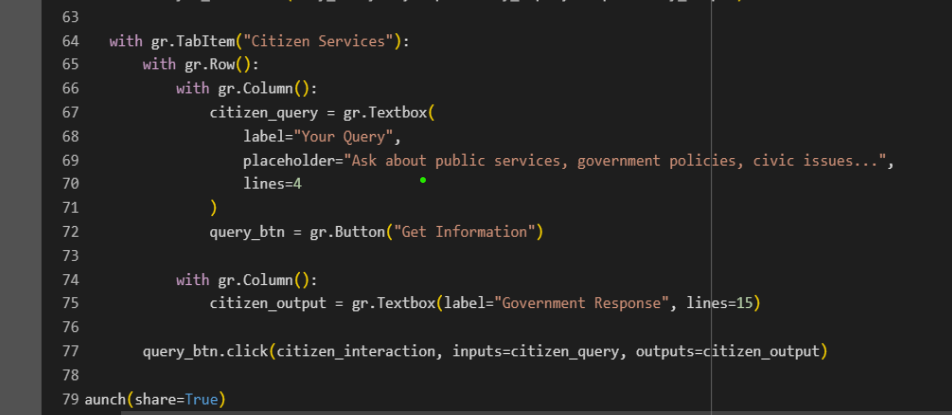 63
64 with gr.TabItem("Citizen Services"):
65 with gr.Row():
66 with gr.Column():
67 citizen_query = gr.Textbox(
68 label="Your Query",
69 placeholder="Ask about public services, government policies, civic issues...",
70 lines=4
71 )
72 query_btn = gr.Button("Get Information")
73
74 with gr.Column():
75 citizen_output = gr.Textbox(label="Government Response", lines=15)
76
77 query_btn.click(citizen_interaction, inputs=citizen_query, outputs=citizen_output)
78
79 aunch(share=True)